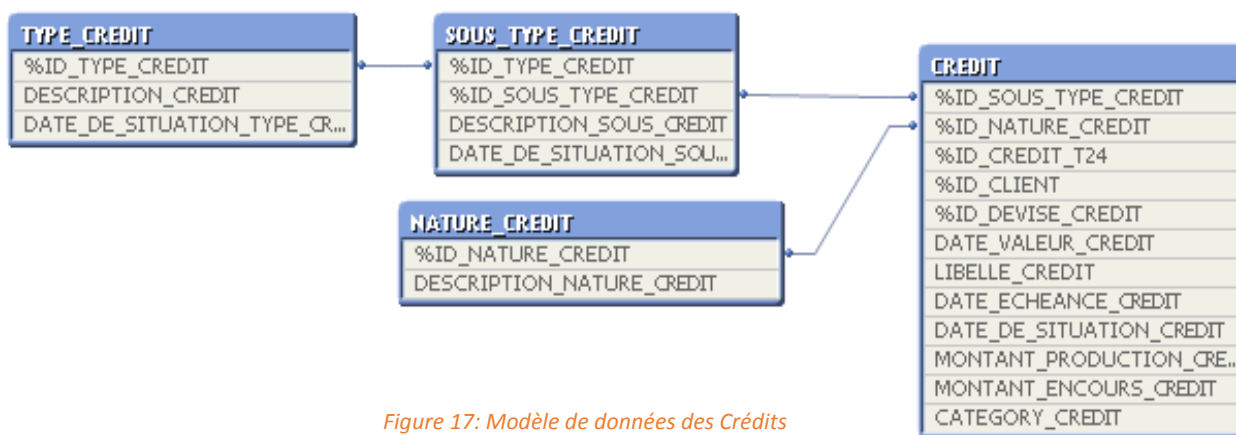 TYPE_CREDIT
%ID_TYPE_CREDIT
DESCRIPTION_CREDIT
DATE_DE_SITUATION_TYPE_CR...
SOUS_TYPE_CREDIT
%ID_TYPE_CREDIT
%ID_SOUS_TYPE_CREDIT
DESCRIPTION_SOUS_CREDIT
DATE_DE_SITUATION_SOU...
NATURE_CREDIT
%ID_NATURE_CREDIT
DESCRIPTION_NATURE_CREDIT
CREDIT
%ID_SOUS_TYPE_CREDIT
%ID_NATURE_CREDIT
%ID_CREDIT_T24
%ID_CLIENT
%ID_DEVISE_CREDIT
DATE_VALEUR_CREDIT
LIBELLE_CREDIT
DATE_ECHEANCE_CREDIT
DATE_DE_SITUATION_CREDIT
MONTANT_PRODUCTION_CRE...
MONTANT_ENCOURS_CREDIT
CATEGORY_CREDIT
Figure 17: Modèle de données des Crédits